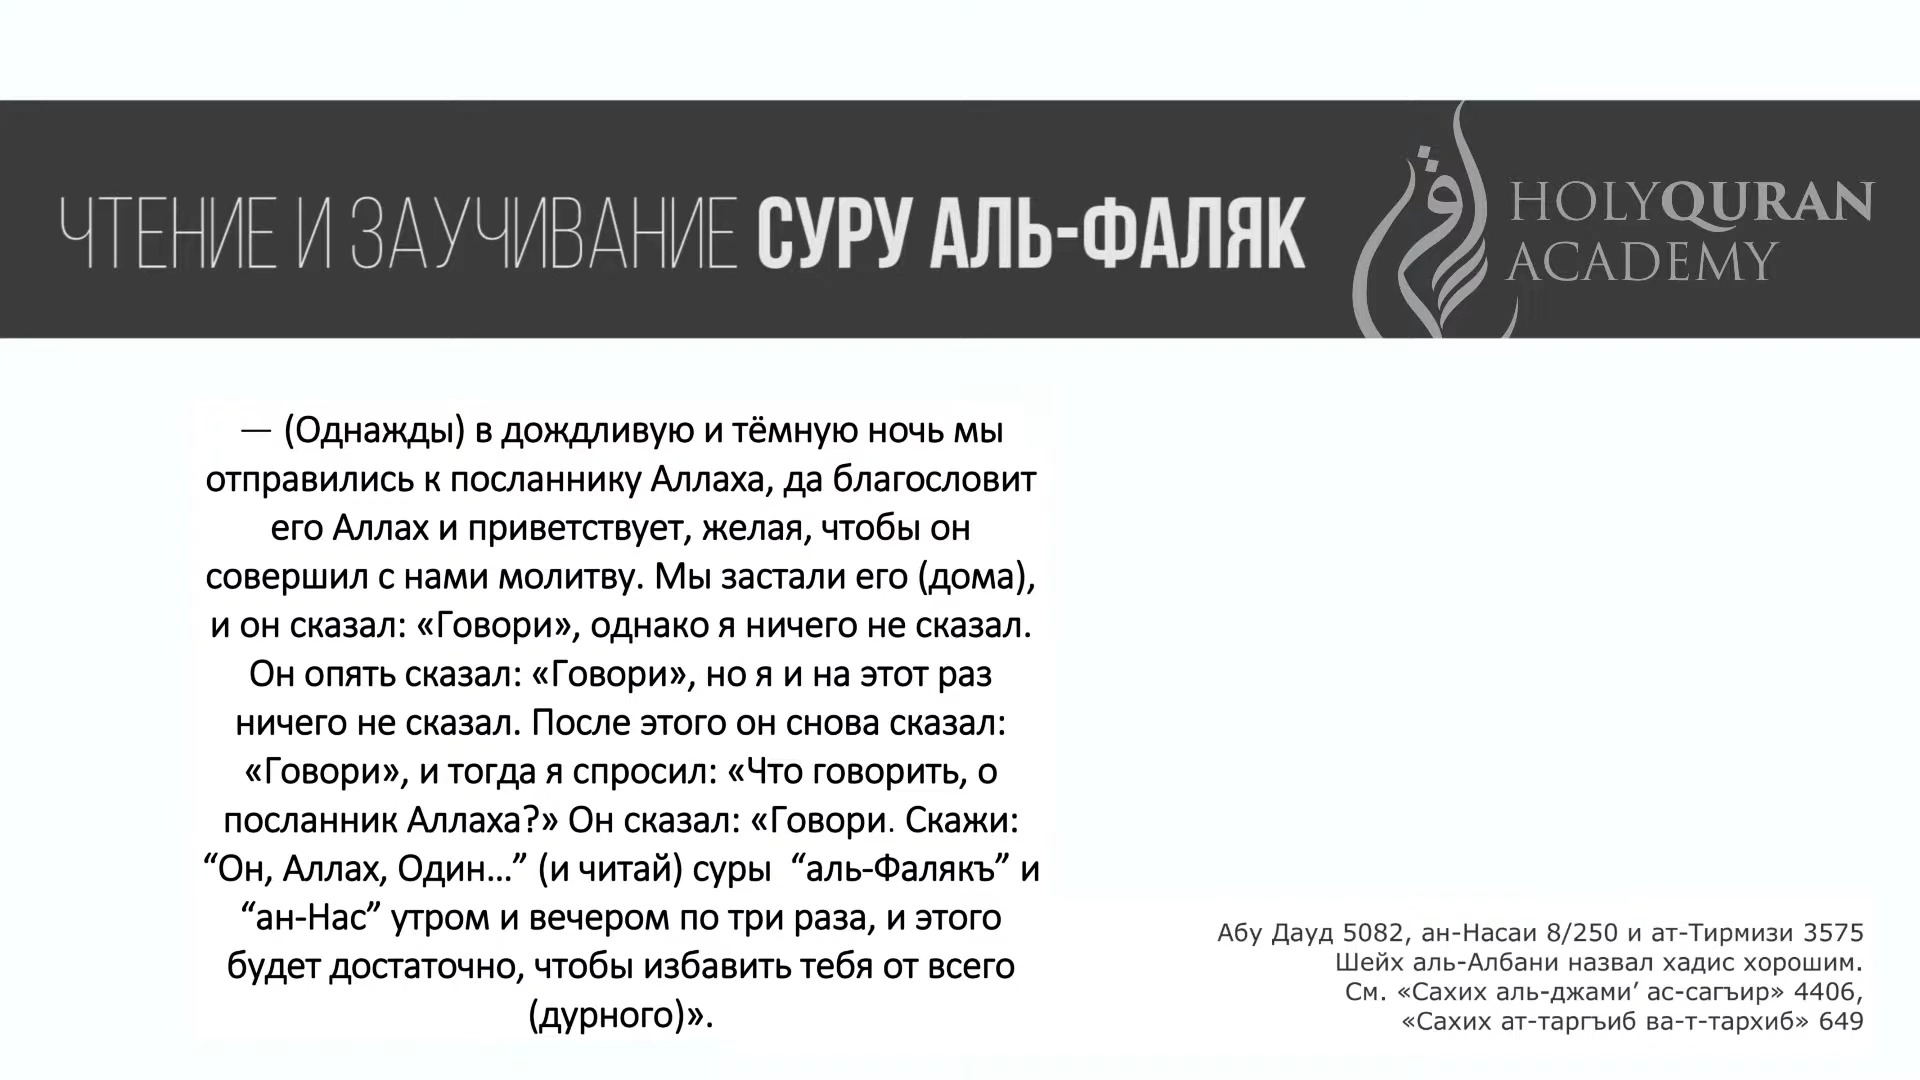 ЧТЕНИЕ И ЗАУЧИВАНИЕ СУРУ АЛЬ-ФАЛЯК
HOLYQURAN
ACADEMY
— (Однажды) в дождливую и тёмную ночь мы
отправились к посланнику Аллаха, да благословит
его Аллах и приветствует, желая, чтобы он
совершил с нами молитву. Мы застали его (дома),
и он сказал: «Говори», однако я ничего не сказал.
Он опять сказал: «Говори», но я и на этот раз
ничего не сказал. После этого он снова сказал:
«Говори», и тогда я спросил: «Что говорить, о
посланник Аллаха?» Он сказал: «Говори. Скажи:
“Он, Аллах, Один…” (и читай) суры “аль-Фалякъ” и
“ан-Нас” утром и вечером по три раза, и этого
будет достаточно, чтобы избавить тебя от всего
(дурного)».
Абу Дауд 5082, ан-Насаи 8/250 и ат-Тирмизи 3575
Шейх аль-Албани назвал хадис хорошим.
См. «Сахих аль-джами’ ас-сагъир» 4406,
«Сахих ат-таргъиб ва-т-тархиб» 649